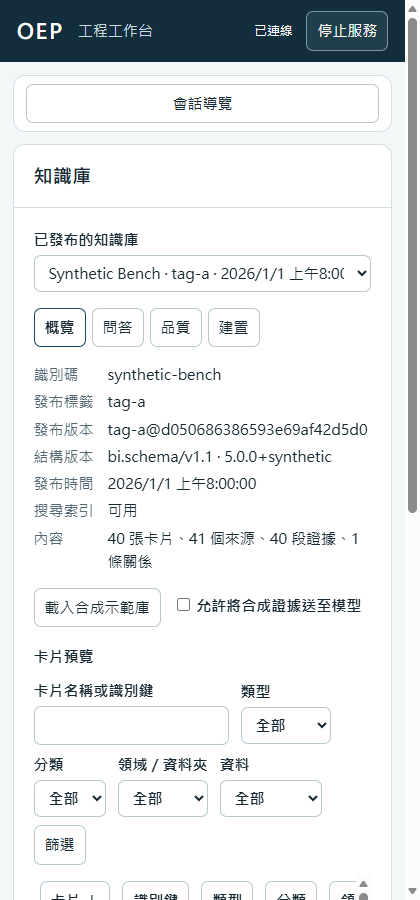 OEP 工程工作台 已連線 停止服務
會話導覽
知識庫
已發布的知識庫
Synthetic Bench · tag-a · 2026/1/1 上午8:00
概覽 問答 品質 建置
識別碼 synthetic-bench
發布標籤 tag-a
發布版本 tag-a@d050686386593e69af42d5d0
結構版本 bi.schema/v1.1 · 5.0.0+synthetic
發布時間 2026/1/1 上午8:00:00
搜尋索引 可用
內容 40 張卡片、41 個來源、40 段證據、1
條關係
載入合成示範庫 允許將合成證據送至模型
卡片預覽
卡片名稱或識別鍵 類型
全部
分類 領域 / 資料夾 資料
全部 全部 全部
篩選
卡片 識別鍵 類型 分類